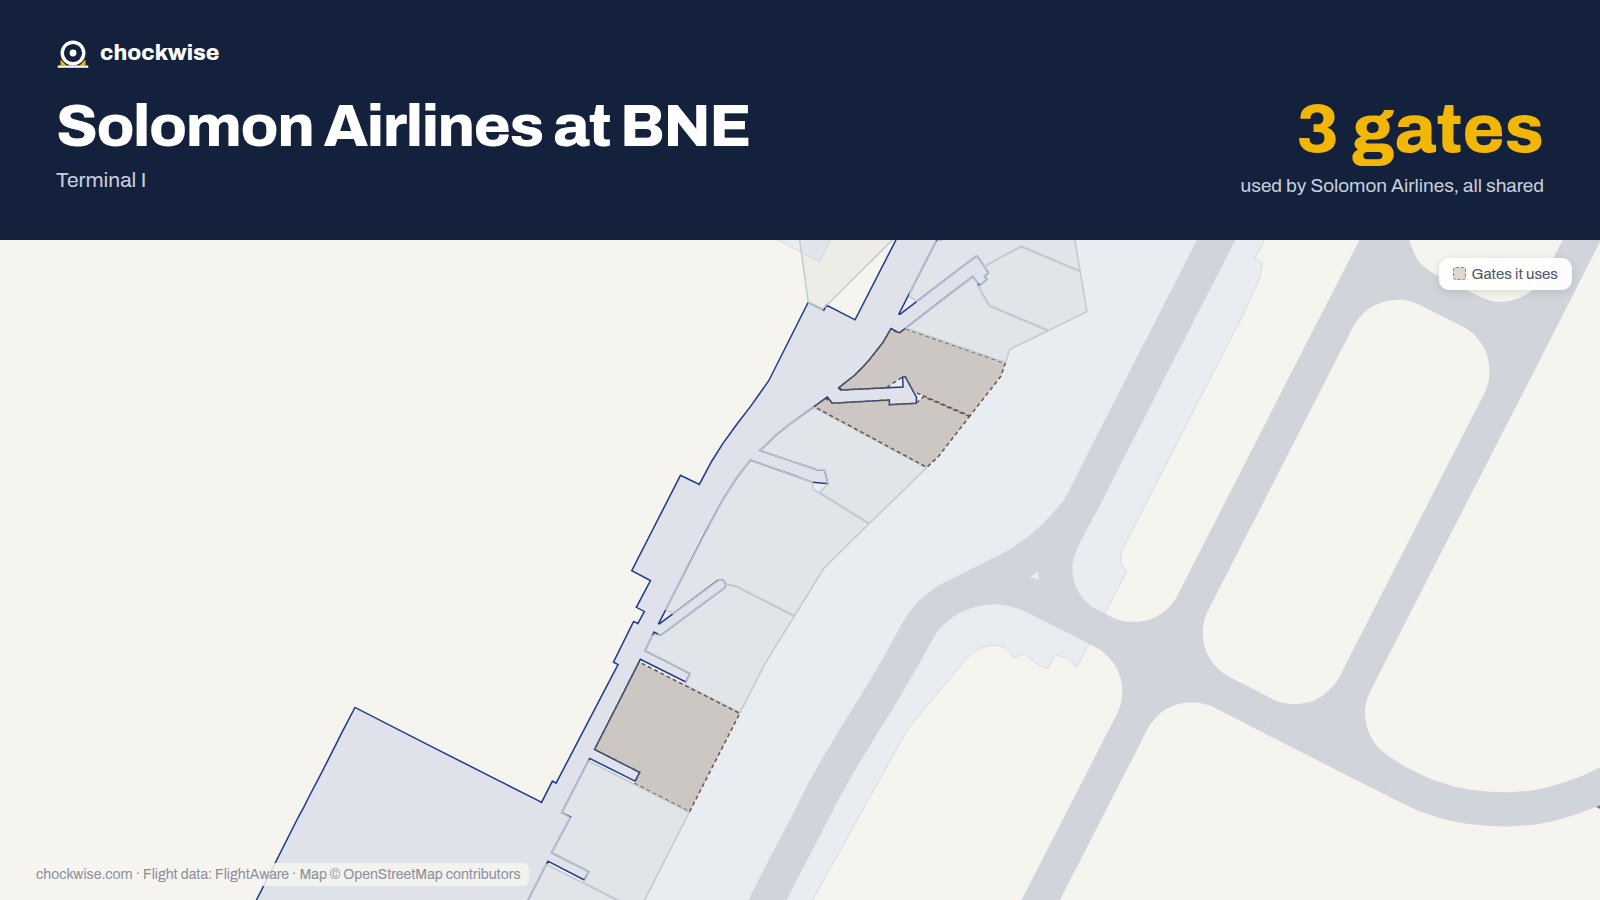 chockwise
Solomon Airlines at BNE
Terminal I
3 gates
used by Solomon Airlines, all shared
Gates it uses
chockwise.com · Flight data: FlightAware · Map © OpenStreetMap contributors